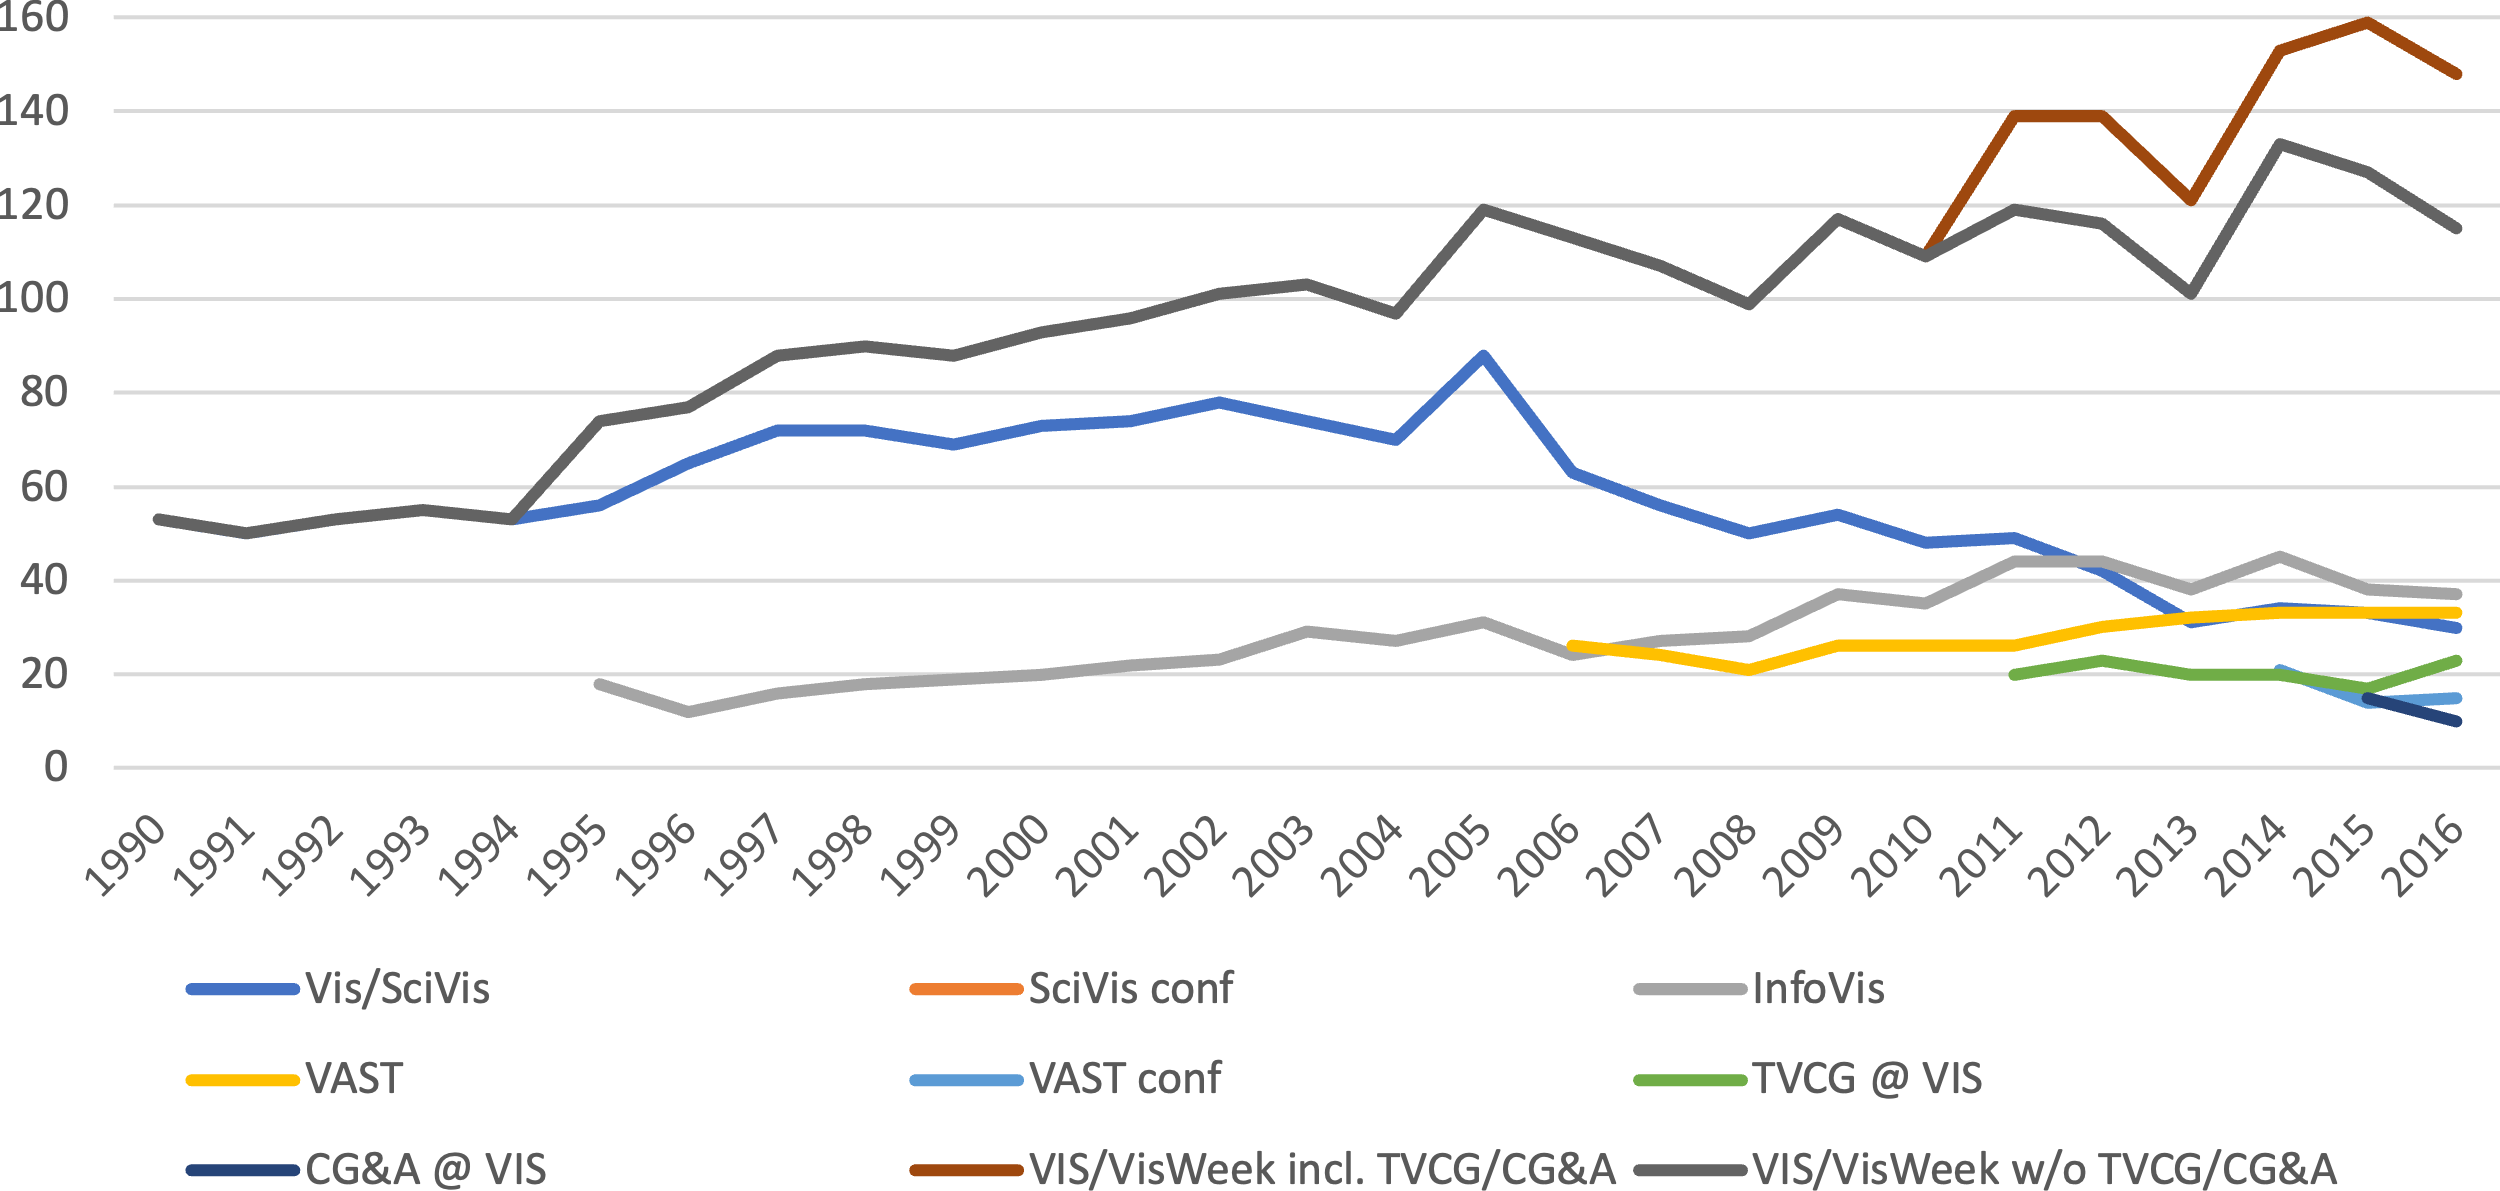 160
140
120
100
80
60
40
20
0
1990 1991 1992 1993 1994 1995 1996 1997 1998 1999 2000 2001 2002 2003 2004 2005 2006 2007 2008 2009 2010 2011 2012 2013 2014 2015 2016
Vis/SciVis SciVis conf InfoVis
VAST VAST conf TVCG @ VIS
CG&A @ VIS VIS/VisWeek incl. TVCG/CG&A VIS/VisWeek w/o TVCG/CG&A